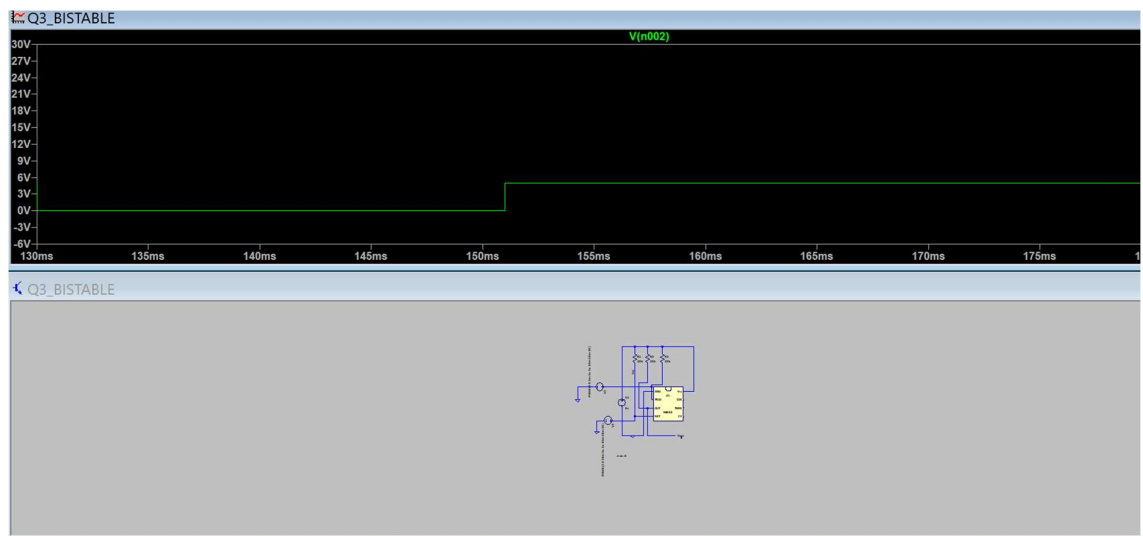 Q3_BISTABLE
V(n002)
30V
27V
24V
21V
18V
15V
12V
9V
6V
3V
0V
-3V
-6V
130ms 135ms 140ms 145ms 150ms 155ms 160ms 165ms 170ms 175ms 1
Q3_BISTABLE